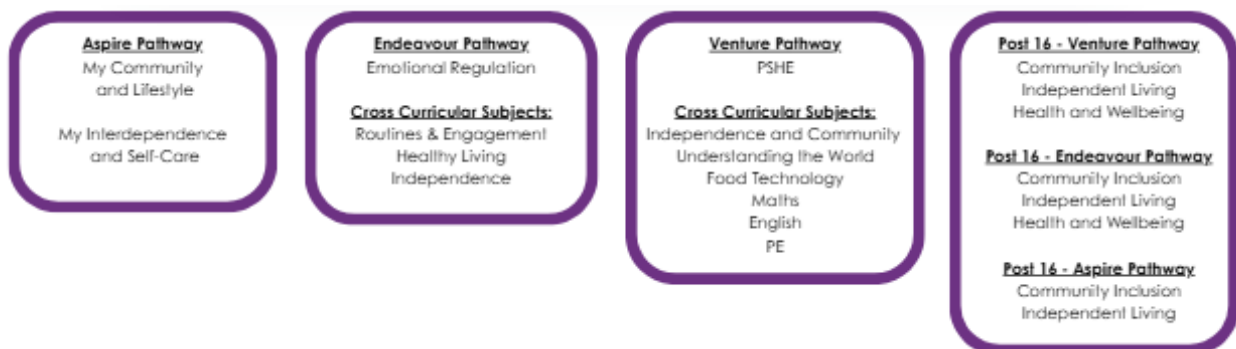 Aspire Pathway
My Community
and Lifestyle
My Interdependence
and Self-Care
Endeavour Pathway
Emotional Regulation
Cross Curricular Subjects:
Routines & Engagement
Healthy Living
Independence
Venture Pathway
PSHE
Cross Curricular Subjects:
Independence and Community
Understanding the World
Food Technology
Maths
English
PE
Post 16 - Venture Pathway
Community Inclusion
Independent Living
Health and Wellbeing
Post 16 - Endeavour Pathway
Community Inclusion
Independent Living
Health and Wellbeing
Post 16 - Aspire Pathway
Community Inclusion
Independent Living